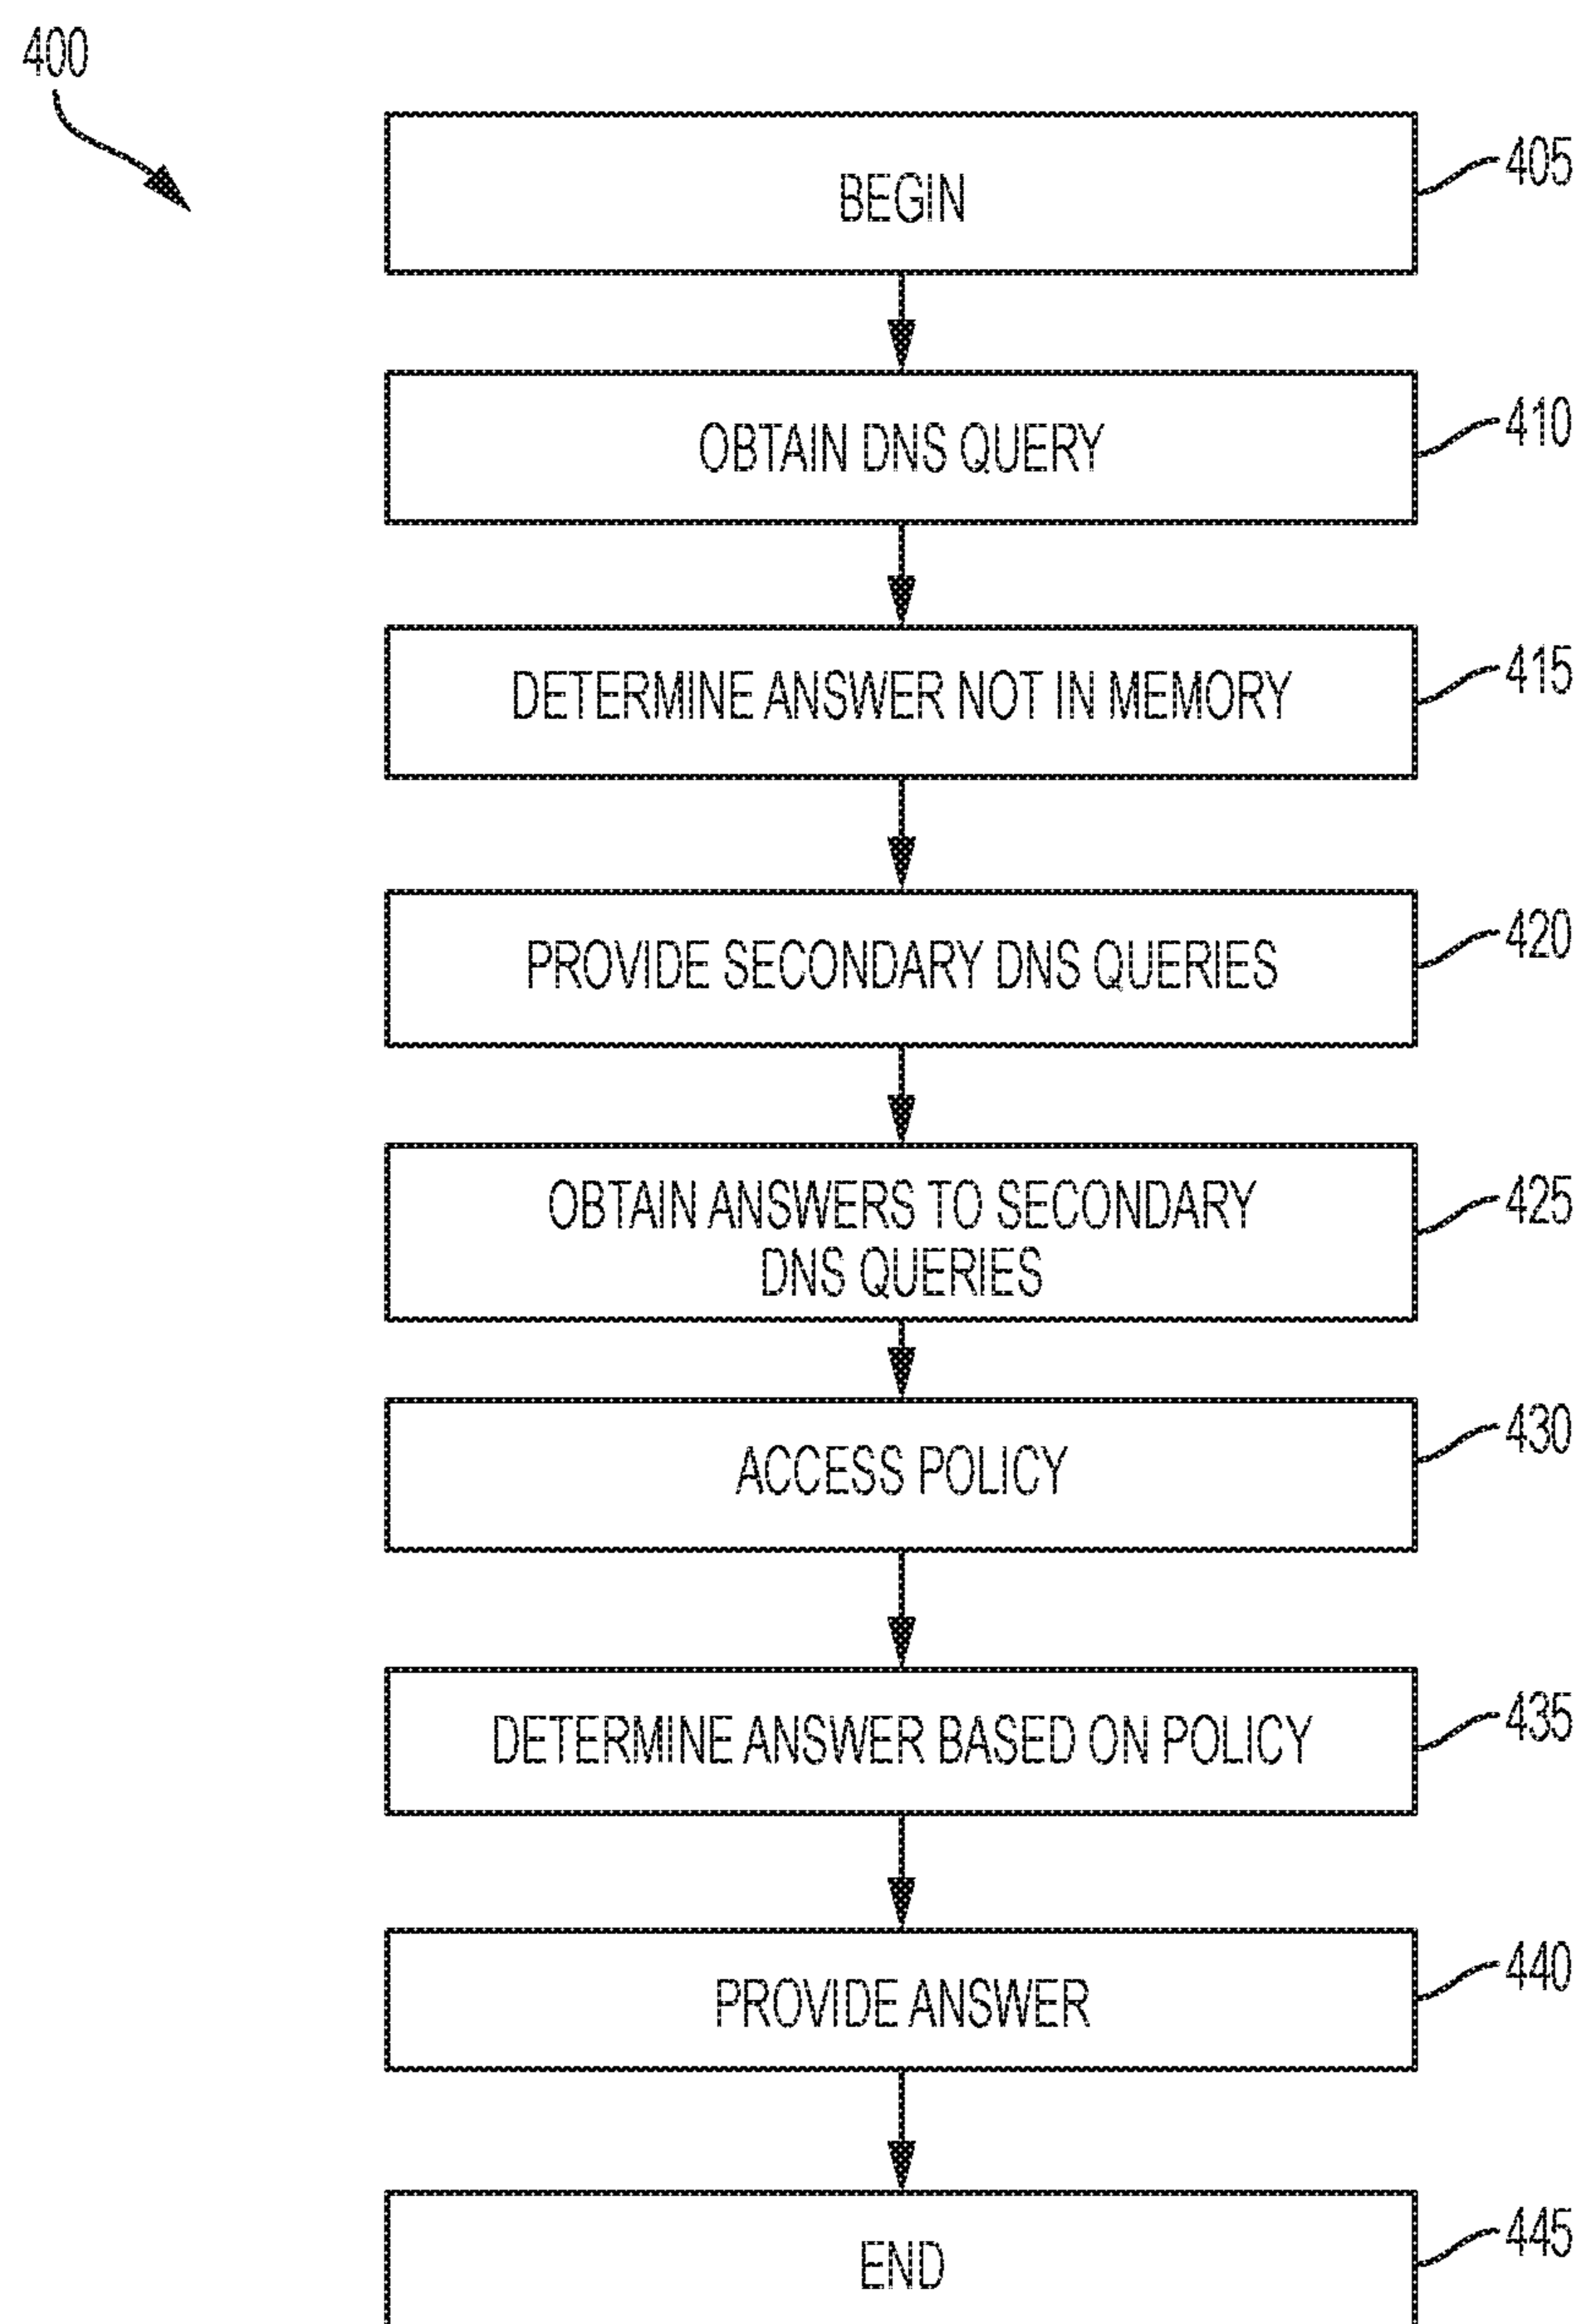 400
BEGIN
405
OBTAIN DNS QUERY
410
DETERMINE ANSWER NOT IN MEMORY
415
PROVIDE SECONDARY DNS QUERIES
420
OBTAIN ANSWERS TO SECONDARY
DNS QUERIES
425
ACCESS POLICY
430
DETERMINE ANSWER BASED ON POLICY
435
PROVIDE ANSWER
440
END
445